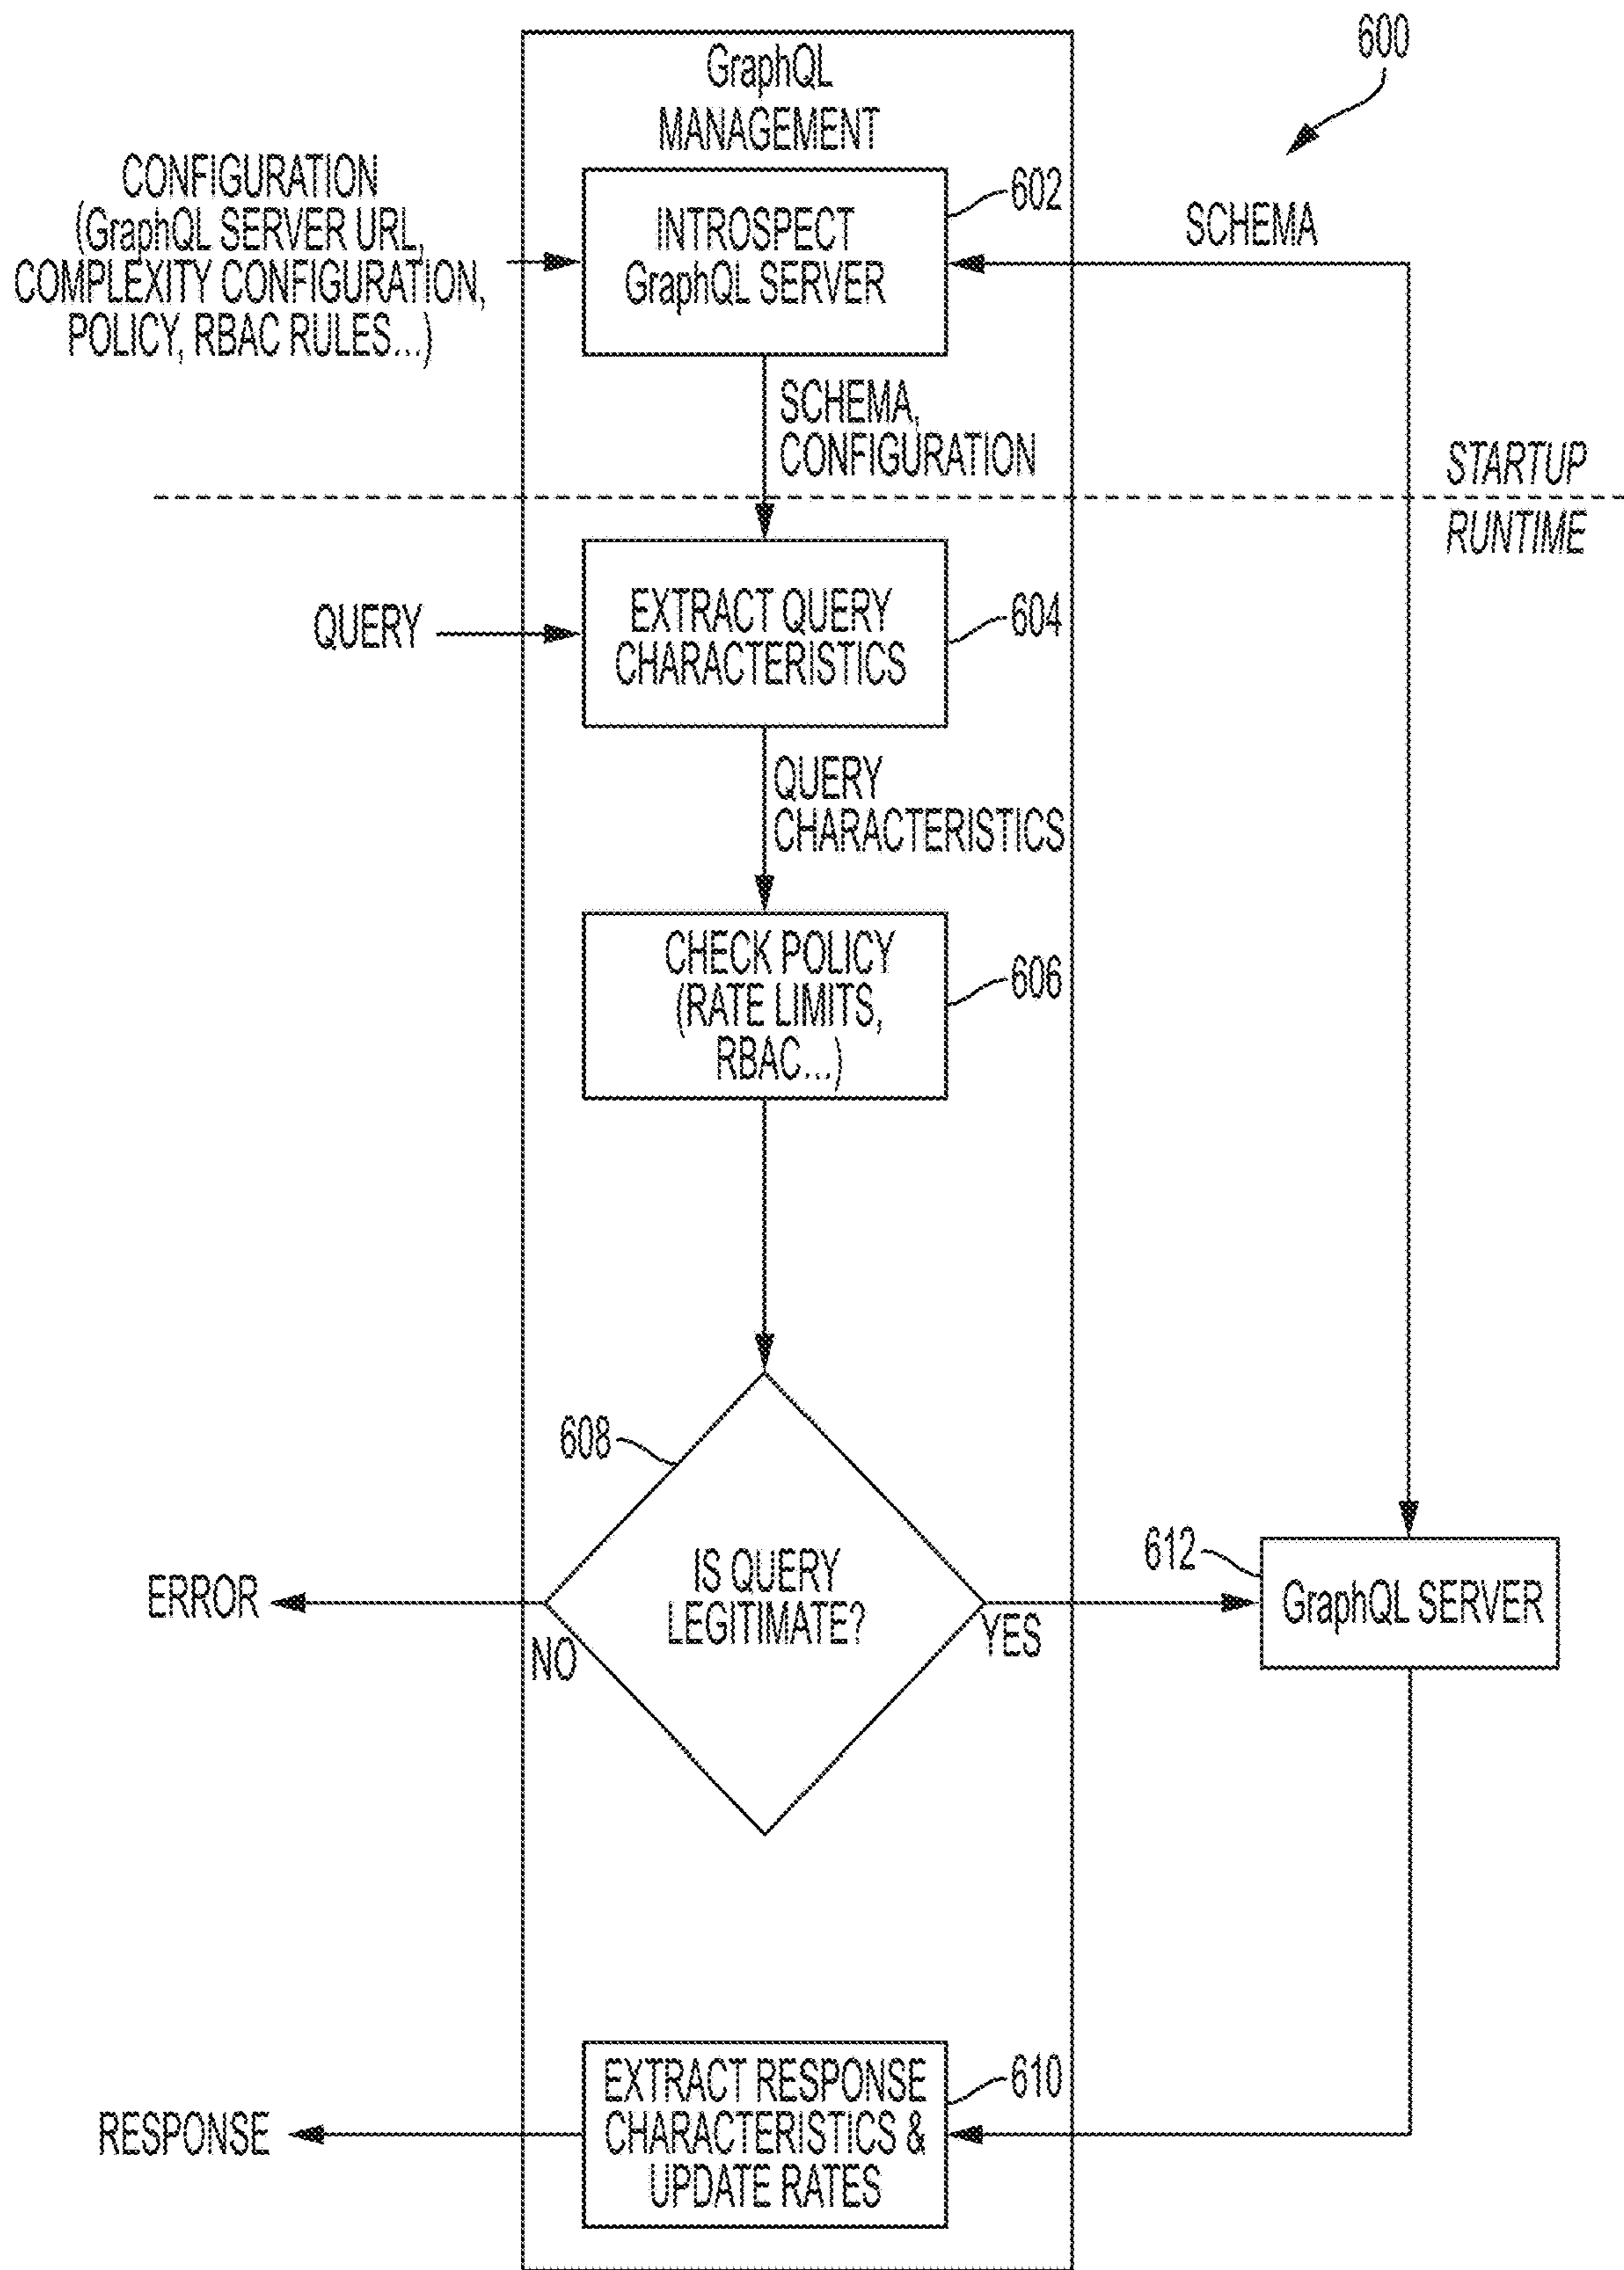 600
GraphQL
MANAGEMENT
CONFIGURATION
(GraphQL SERVER URL,
COMPLEXITY CONFIGURATION,
POLICY, RBAC RULES...)
INTROSPECT
GraphQL SERVER
602
SCHEMA
SCHEMA,
CONFIGURATION
STARTUP
RUNTIME
QUERY
EXTRACT QUERY
CHARACTERISTICS
604
QUERY
CHARACTERISTICS
CHECK POLICY
(RATE LIMITS,
RBAC...)
606
608
IS QUERY
LEGITIMATE?
ERROR
NO
YES
612
GraphQL SERVER
RESPONSE
EXTRACT RESPONSE
CHARACTERISTICS &
UPDATE RATES
610